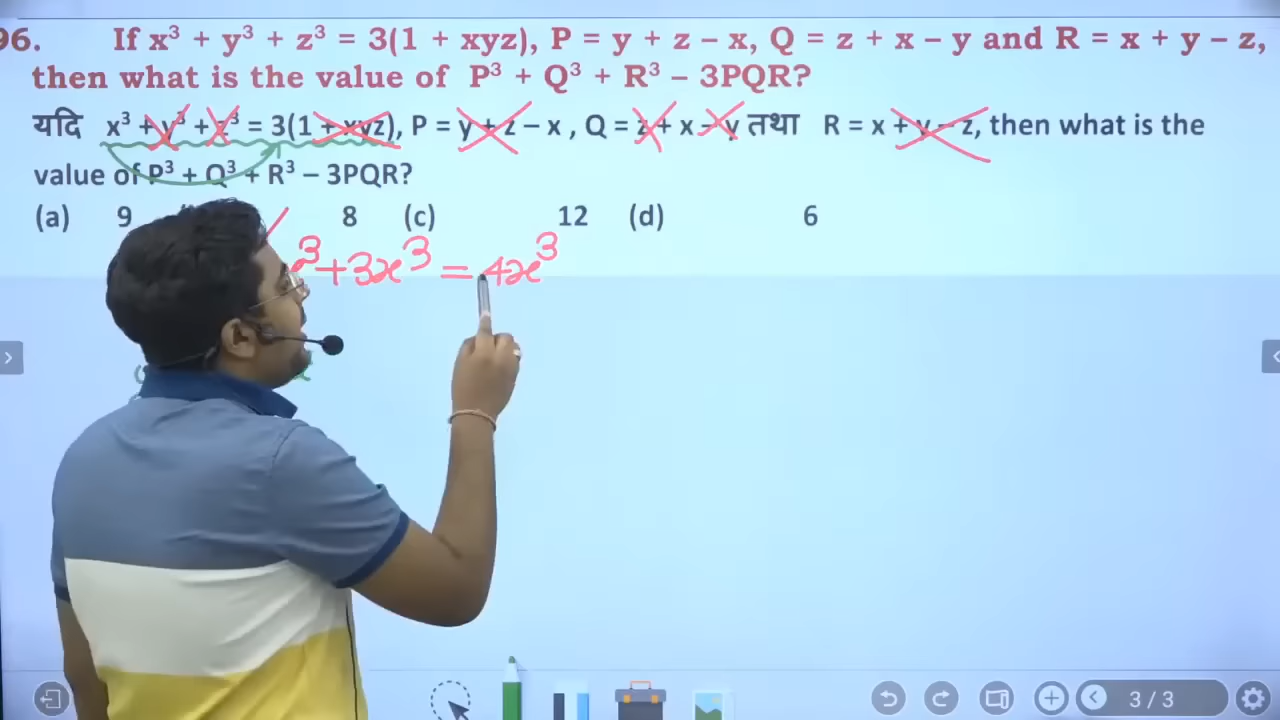 96. If x³ + y³ + z³ = 3(1 + xyz), P = y + z – x, Q = z + x – y and R = x + y – z,
then what is the value of P³ + Q³ + R³ – 3PQR?
यदि x³ + y³ + z³ = 3(1 + xyz), P = y + z – x , Q = z + x – y तथा R = x + y – z, then what is the
value of P³ + Q³ + R³ – 3PQR?
(a) 9 8 (c) 12 (d) 6
³+3x³ = 4x³
3 / 3